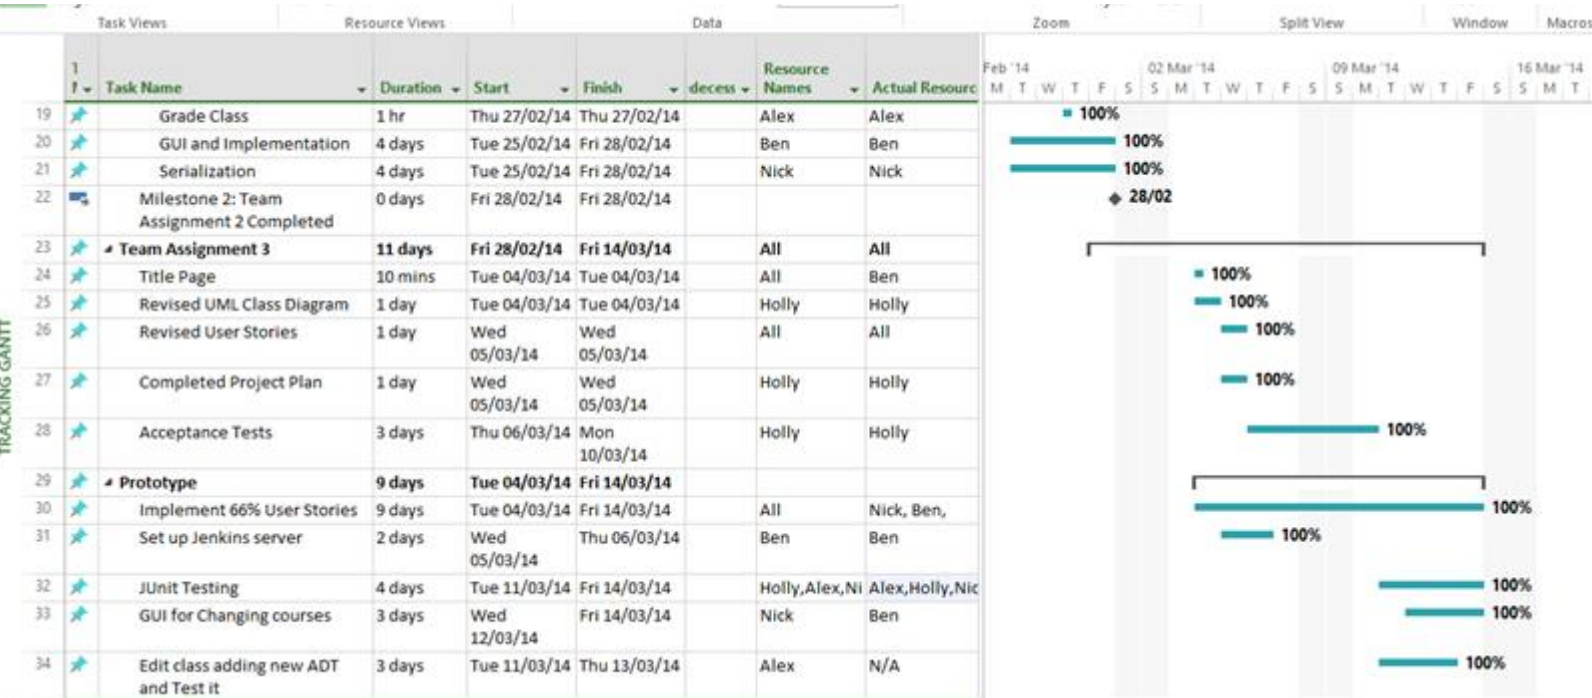 Task Views Resource Views Data Zoom Split View Window Macros
Resource Feb '14 02 Mar '14 09 Mar '14 16 Mar '14
Task Name Duration Start Finish decess Names Actual Resourc M T W T F S S M T W T F S S M T W T F S S M T
19 Grade Class 1 hr Thu 27/02/14 Thu 27/02/14 Alex Alex 100%
20 GUI and Implementation 4 days Tue 25/02/14 Fri 28/02/14 Ben Ben 100%
21 Serialization 4 days Tue 25/02/14 Fri 28/02/14 Nick Nick 100%
22 Milestone 2: Team 0 days Fri 28/02/14 Fri 28/02/14 28/02
Assignment 2 Completed
23 Team Assignment 3 11 days Fri 28/02/14 Fri 14/03/14 All All
24 Title Page 10 mins Tue 04/03/14 Tue 04/03/14 All Ben 100%
25 Revised UML Class Diagram 1 day Tue 04/03/14 Tue 04/03/14 Holly Holly 100%
26 Revised User Stories 1 day Wed Wed All All 100%
05/03/14 05/03/14
27 Completed Project Plan 1 day Wed Wed Holly Holly 100%
05/03/14 05/03/14
28 Acceptance Tests 3 days Thu 06/03/14 Mon Holly Holly 100%
10/03/14
29 Prototype 9 days Tue 04/03/14 Fri 14/03/14
30 Implement 66% User Stories 9 days Tue 04/03/14 Fri 14/03/14 All Nick, Ben, 100%
31 Set up Jenkins server 2 days Wed Thu 06/03/14 Ben Ben 100%
05/03/14
32 JUnit Testing 4 days Tue 11/03/14 Fri 14/03/14 Holly,Alex,Ni Alex,Holly,Nic 100%
33 GUI for Changing courses 3 days Wed Fri 14/03/14 Nick Ben 100%
12/03/14
34 Edit class adding new ADT 3 days Tue 11/03/14 Thu 13/03/14 Alex N/A 100%
and Test it
TRACKING GANTT